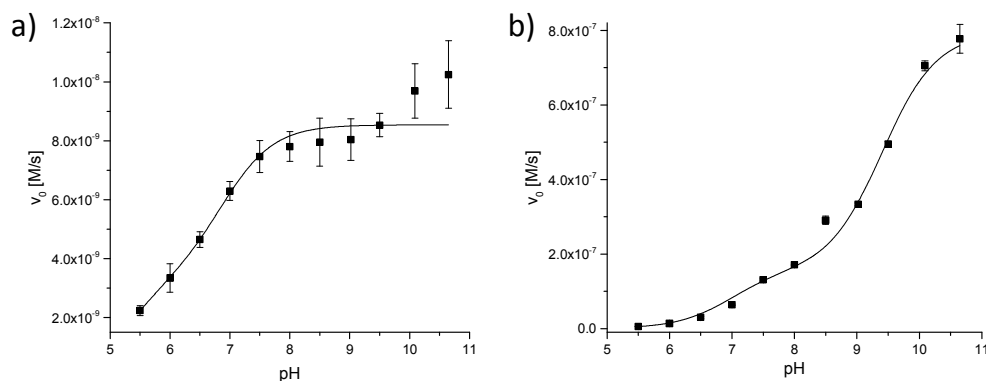 a)
1.2x10⁻⁸
1.0x10⁻⁸
8.0x10⁻⁹
6.0x10⁻⁹
4.0x10⁻⁹
2.0x10⁻⁹
v₀ [M/s]
5 6 7 8 9 10 11
pH
b)
8.0x10⁻⁷
6.0x10⁻⁷
4.0x10⁻⁷
2.0x10⁻⁷
0.0
v₀ [M/s]
5 6 7 8 9 10 11
pH